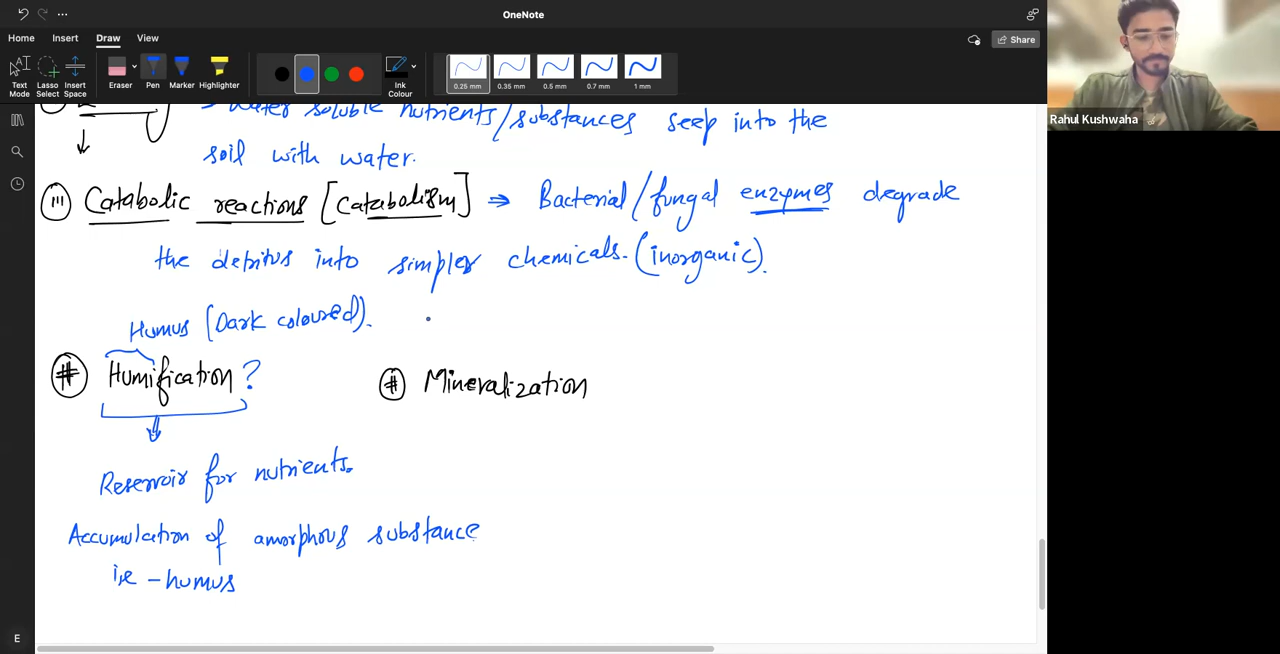 OneNote
Home Insert Draw View
Share
Text Mode
Lasso Select
Insert Space
Eraser
Pen
Marker
Highlighter
Ink Colour
0.25 mm
0.35 mm
0.5 mm
0.7 mm
1 mm
Rahul Kushwaha
→ Water soluble nutrients/substances seep into the
soil with water.
(iii) Catabolic reactions [Catabolism] ⇒ Bacterial/fungal enzymes degrade
the detritus into simpler chemicals. (inorganic).
Humus (Dark coloured).
# Humification?
# Mineralization
Reservoir for nutrients.
Accumulation of amorphous substance
i,e - humus
E